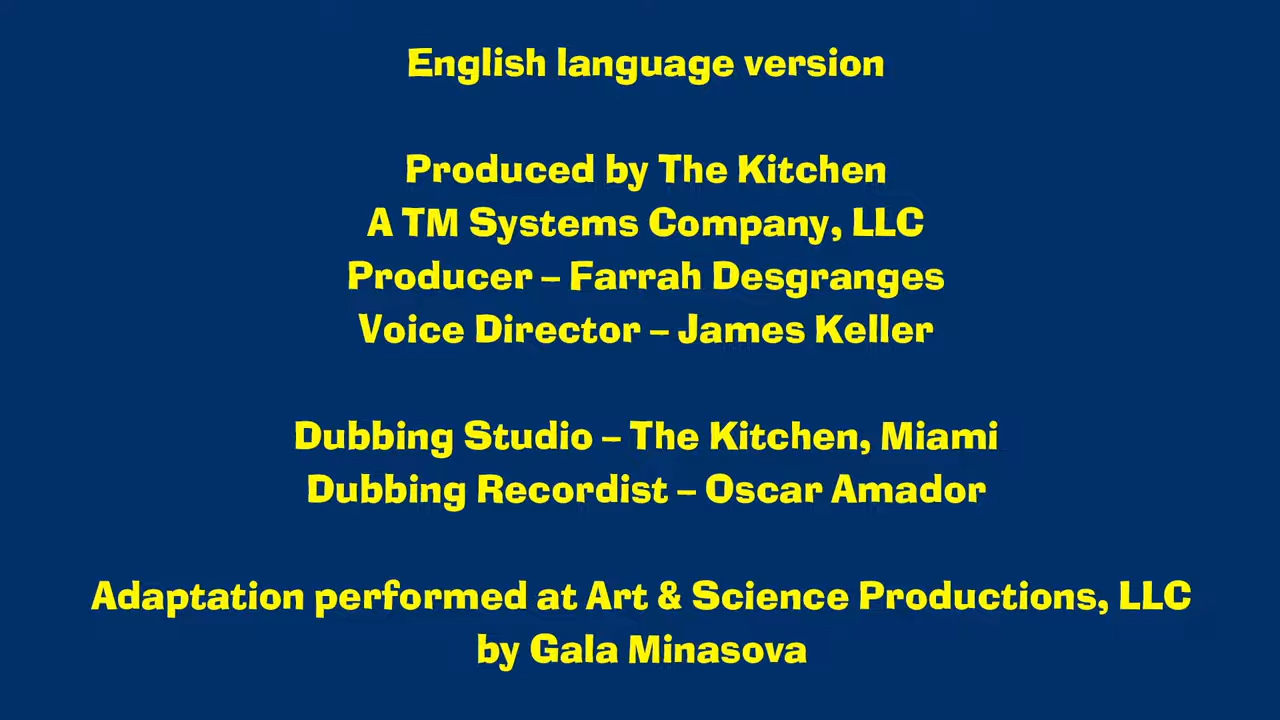 English language version
Produced by The Kitchen
A TM Systems Company, LLC
Producer – Farrah Desgranges
Voice Director – James Keller
Dubbing Studio – The Kitchen, Miami
Dubbing Recordist – Oscar Amador
Adaptation performed at Art & Science Productions, LLC
by Gala Minasova